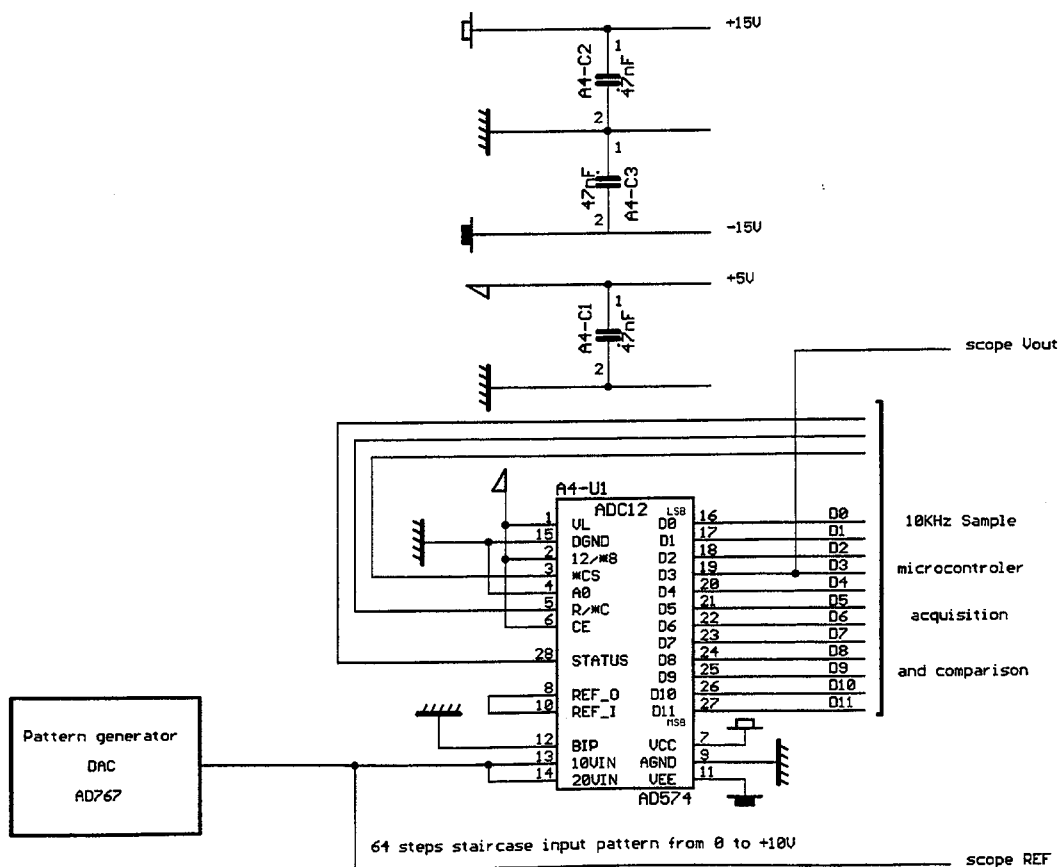 +15V
1
A4-C2
47nF
2
1
47nF
A4-C3
2
-15V
+5V
1
A4-C1
47nF
2
scope Vout
A4-U1
ADC12
LSB
1 VL D0 16 D0
15 DGND D1 17 D1
2 12/*8 D2 18 D2
3 *CS D3 19 D3
4 A0 D4 20 D4
5 R/*C D5 21 D5
6 CE D6 22 D6
D7 23 D7
28 STATUS D8 24 D8
D9 25 D9
8 REF_O D10 26 D10
10 REF_I D11 27 D11
MSB
12 BIP VCC 7
13 10VIN AGND 9
14 20VIN VEE 11
AD574
10KHz Sample
microcontroler
acquisition
and comparison
Pattern generator
DAC
AD767
64 steps staircase input pattern from 0 to +10V
scope REF